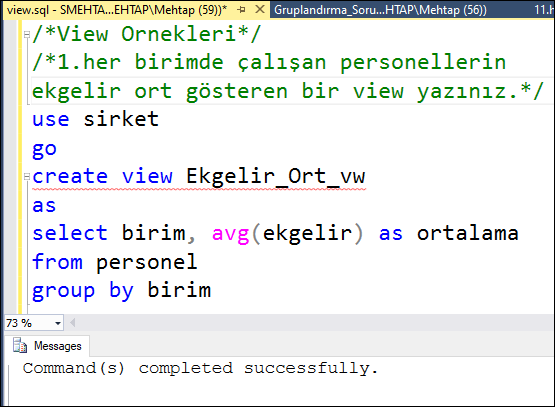 view.sql - SMEHTA...EHTAP\Mehtap (59))*
Gruplandırma_Soru...HTAP\Mehtap (56))
11.h
/*View Ornekleri*/
/*1.her birimde çalışan personellerin
ekgelir ort gösteren bir view yazınız.*/
use sirket
go
create view Ekgelir_Ort_vw
as
select birim, avg(ekgelir) as ortalama
from personel
group by birim
73 %
Messages
Command(s) completed successfully.